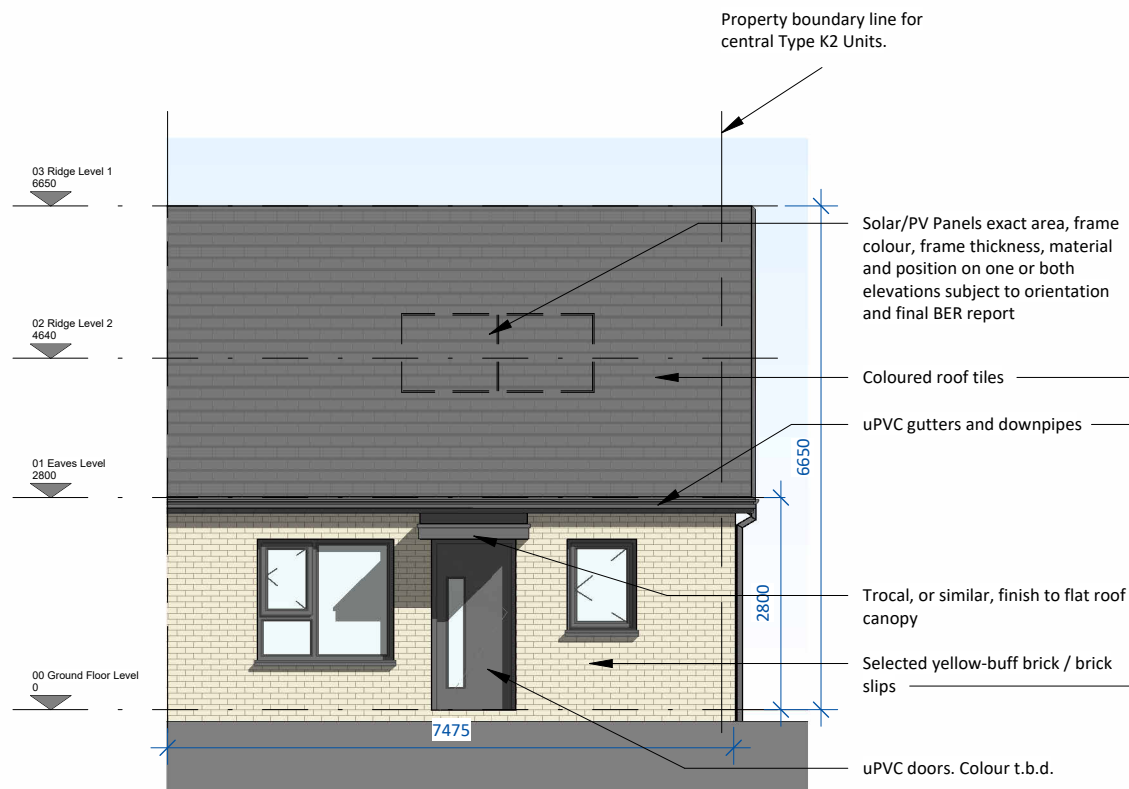 Property boundary line for
central Type K2 Units.
03 Ridge Level 1
6650
Solar/PV Panels exact area, frame
colour, frame thickness, material
and position on one or both
elevations subject to orientation
and final BER report
02 Ridge Level 2
4640
Coloured roof tiles
uPVC gutters and downpipes
6650
01 Eaves Level
2800
2800
Trocal, or similar, finish to flat roof
canopy
Selected yellow-buff brick / brick
slips
00 Ground Floor Level
0
7475
uPVC doors. Colour t.b.d.